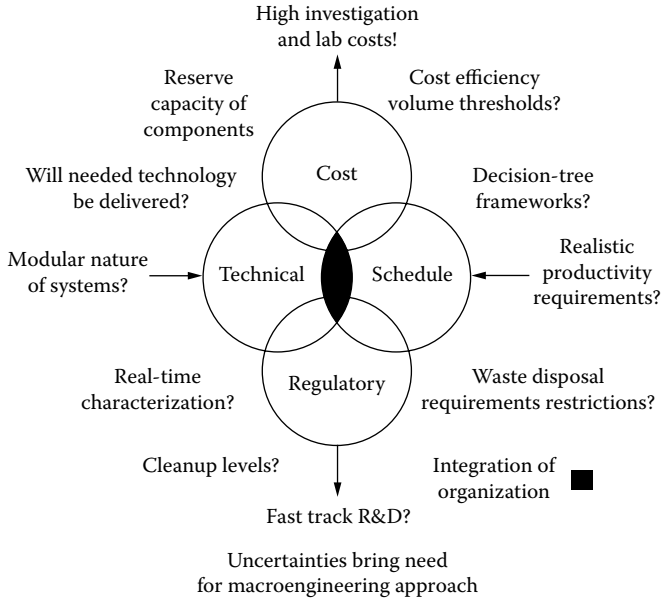 High investigation
and lab costs!
Reserve
capacity of
components
Cost efficiency
volume thresholds?
Cost
Will needed technology
be delivered?
Decision-tree
frameworks?
Modular nature
of systems?
Technical
Schedule
Realistic
productivity
requirements?
Real-time
characterization?
Regulatory
Waste disposal
requirements restrictions?
Cleanup levels?
Integration of
organization
Fast track R&D?
Uncertainties bring need
for macroengineering approach